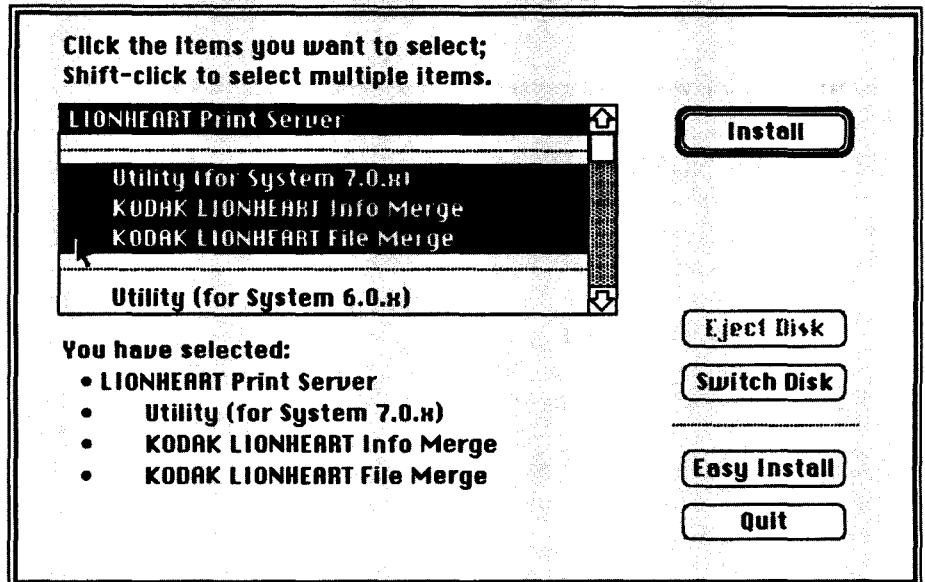 Click the items you want to select;
Shift-click to select multiple items.
LIONHEART Print Server
Utility (for System 7.0.x)
KODAK LIONHEART Info Merge
KODAK LIONHEART File Merge
Utility (for System 6.0.x)
Install
Eject Disk
Switch Disk
Easy Install
Quit
You have selected:
• LIONHEART Print Server
• Utility (for System 7.0.x)
• KODAK LIONHEART Info Merge
• KODAK LIONHEART File Merge